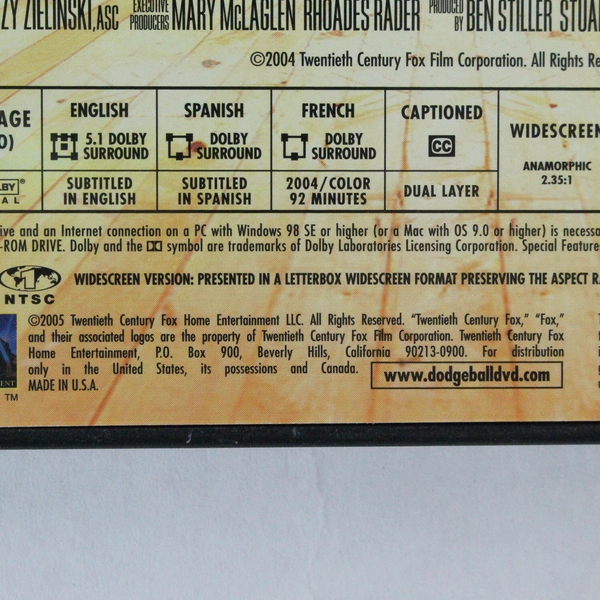 ZIELINSKI, ASC EXECUTIVE PRODUCERS MARY McLAGLEN RHOADES RADER PRODUCED BY BEN STILLER
©2004 Twentieth Century Fox Film Corporation. All Rights
ENGLISH
5.1 DOLBY
SURROUND
SPANISH
DOLBY
SURROUND
FRENCH
DOLBY
SURROUND
CAPTIONED
CC
WIDESCREEN
ANAMORPHIC
2.35:1
SUBTITLED
IN ENGLISH
SUBTITLED
IN SPANISH
2004/COLOR
92 MINUTES
DUAL LAYER
and an Internet connection on a PC with Windows 98 SE or higher (or a Mac with OS 9.0 or higher) is
-ROM DRIVE. Dolby and the symbol are trademarks of Dolby Laboratories Licensing Corporation. Special
1
NTSC
WIDESCREEN VERSION: PRESENTED IN A LETTERBOX WIDESCREEN FORMAT PRESERVING THE ASPECT
©2005 Twentieth Century Fox Home Entertainment LLC. All Rights Reserved. “Twentieth Century Fox,” “Fox,”
and their associated logos are the property of Twentieth Century Fox Film Corporation. Twentieth Century Fox
Home Entertainment, P.O. Box 900, Beverly Hills, California 90213-0900. For distribution
only in the United States, its possessions and Canada.
MADE IN U.S.A.
www.dodgeballdvd.com
TM